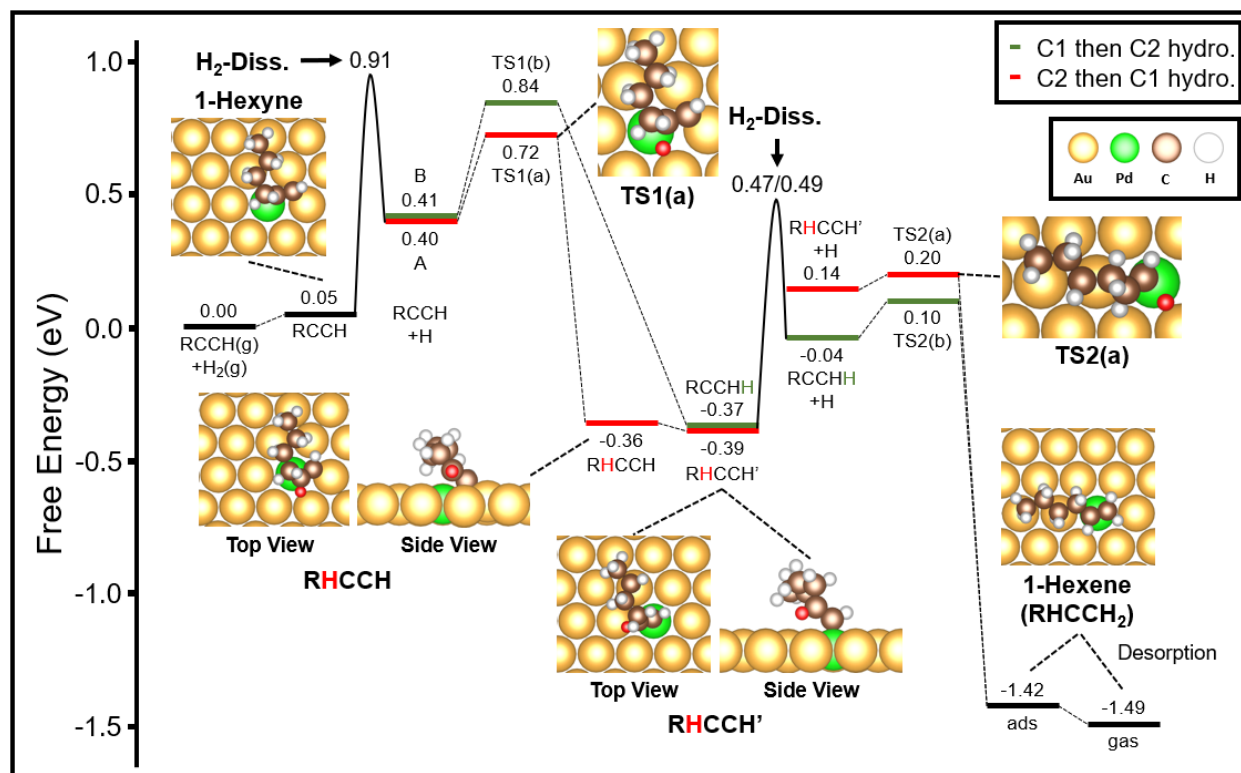 Free Energy (eV)
1.0
0.5
0.0
-0.5
-1.0
-1.5
C1 then C2 hydro.
C2 then C1 hydro.
Au Pd C H
H2-Diss.
0.91
1-Hexyne
0.00
RCCH(g)
+H2(g)
0.05
RCCH
B
0.41
0.40
A
RCCH
+H
TS1(b)
0.84
0.72
TS1(a)
TS1(a)
-0.36
RHCCH
Top View
Side View
RHCCH
RCCHH
-0.37
-0.39
RHCCH'
Top View
Side View
RHCCH'
H2-Diss.
0.47/0.49
RHCCH'
+H
0.14
-0.04
RCCHH
+H
TS2(a)
0.20
0.10
TS2(b)
TS2(a)
1-Hexene
(RHCCH2)
Desorption
-1.42
ads
-1.49
gas